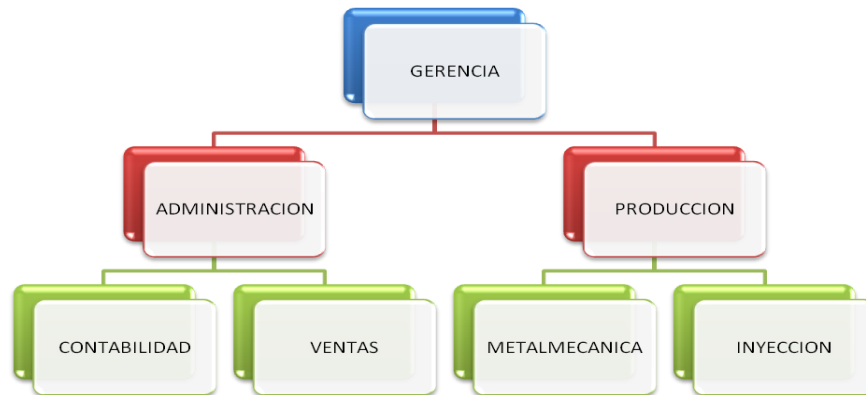 GERENCIA
ADMINISTRACION
PRODUCCION
CONTABILIDAD
VENTAS
METALMECANICA
INYECCION